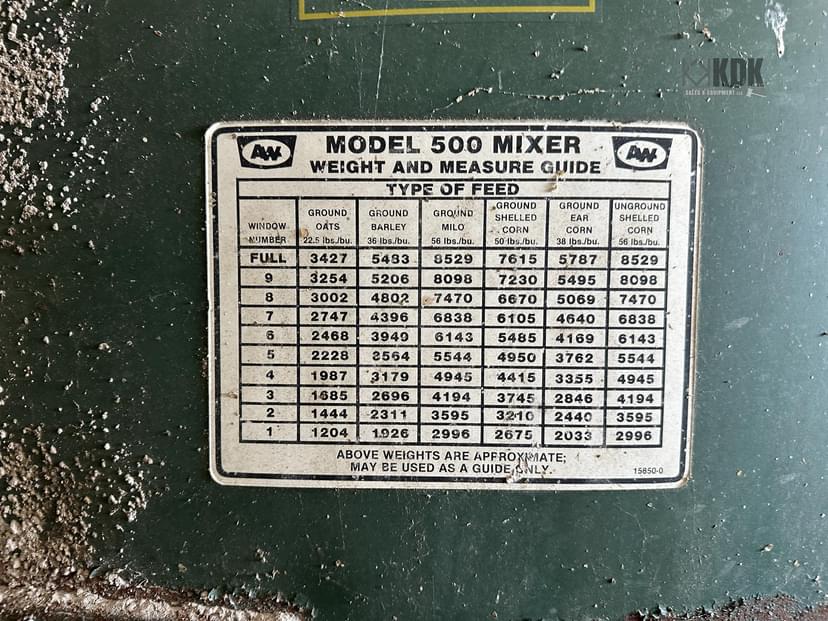 KDK
SALES & EQUIPMENT LLC
AW MODEL 500 MIXER AW
WEIGHT AND MEASURE GUIDE
TYPE OF FEED
WINDOW NUMBER GROUND OATS 22.5 lbs./bu. GROUND BARLEY 36 lbs./bu. GROUND MILO 56 lbs./bu. GROUND SHELLED CORN 50 lbs./bu. GROUND EAR CORN 38 lbs./bu. UNGROUND SHELLED CORN 56 lbs./bu.
FULL 3427 5483 8529 7615 5787 8529
9 3254 5206 8098 7230 5495 8098
8 3002 4802 7470 6670 5069 7470
7 2747 4396 6838 6105 4640 6838
6 2468 3949 6143 5485 4169 6143
5 2228 3564 5544 4950 3762 5544
4 1987 3179 4945 4415 3355 4945
3 1685 2696 4194 3745 2846 4194
2 1444 2311 3595 3210 2440 3595
1 1204 1926 2996 2675 2033 2996
ABOVE WEIGHTS ARE APPROXIMATE;
MAY BE USED AS A GUIDE ONLY.
15850-0